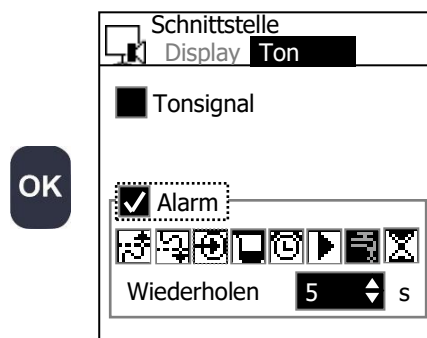 Schnittstelle
Display Ton
Tonsignal
OK
Alarm
Wiederholen 5 s